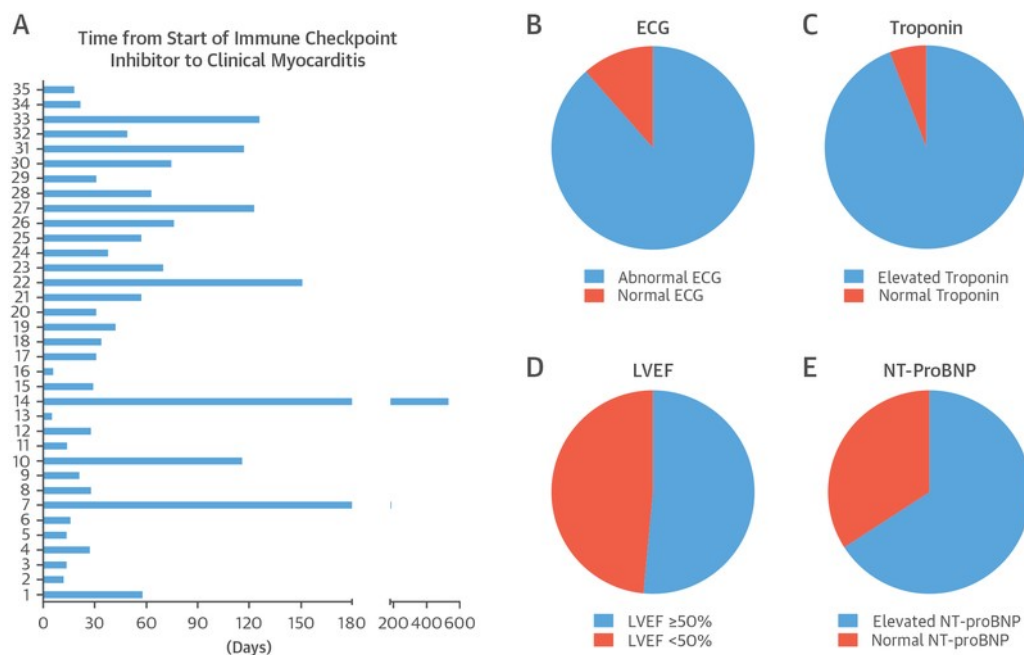 A
Time from Start of Immune Checkpoint
Inhibitor to Clinical Myocarditis
35
34
33
32
31
30
29
28
27
26
25
24
23
22
21
20
19
18
17
16
15
14
13
12
11
10
9
8
7
6
5
4
3
2
1
0 30 60 90 120 150 180 200 400 600
(Days)
B
ECG
Abnormal ECG
Normal ECG
C
Troponin
Elevated Troponin
Normal Troponin
D
LVEF
LVEF ≥50%
LVEF <50%
E
NT-ProBNP
Elevated NT-proBNP
Normal NT-proBNP